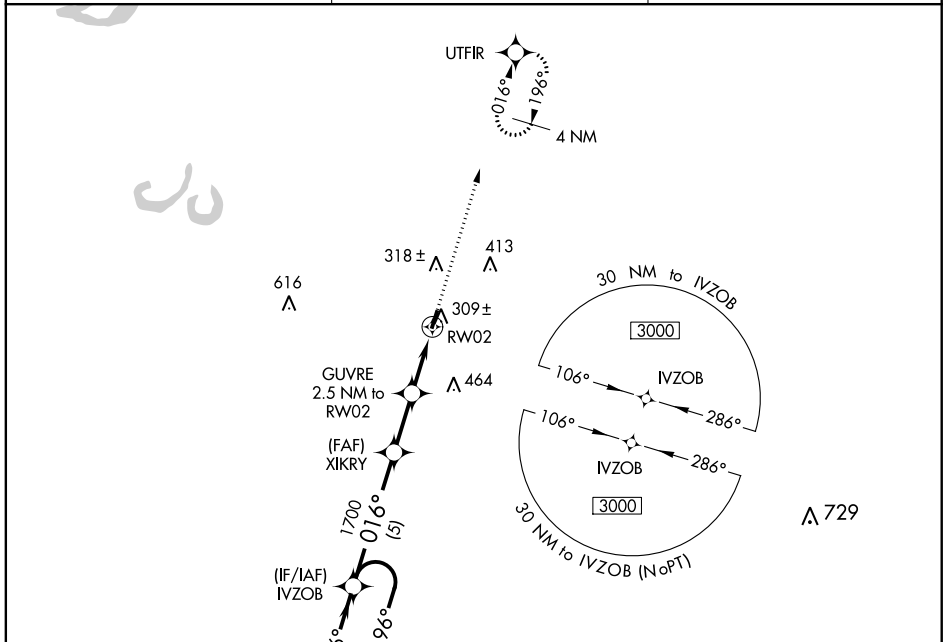 UTFIR
016°
196°
4 NM
318 ±
413
616
309 ±
RW02
GUVRE
2.5 NM to
RW02
464
(FAF)
XIKRY
1700
016°
(5)
(IF/IAF)
IVZOB
96°
30 NM to IVZOB
3000
106°
IVZOB
286°
106°
IVZOB
286°
3000
30 NM to IVZOB (NoPT)
729